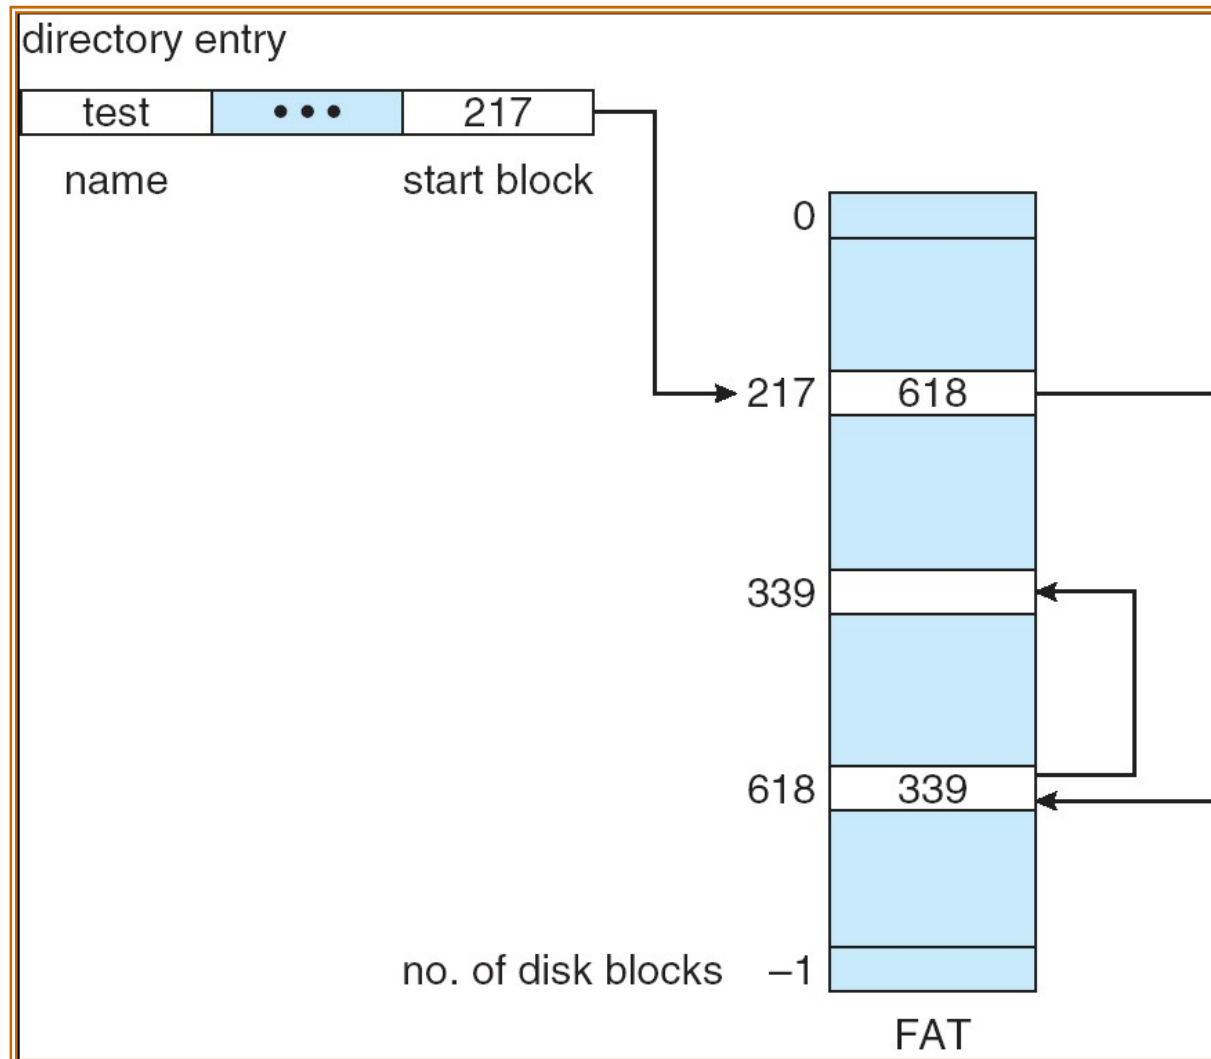 directory entry
test ••• 217
name start block
0
217 618
339
618 339
no. of disk blocks –1
FAT